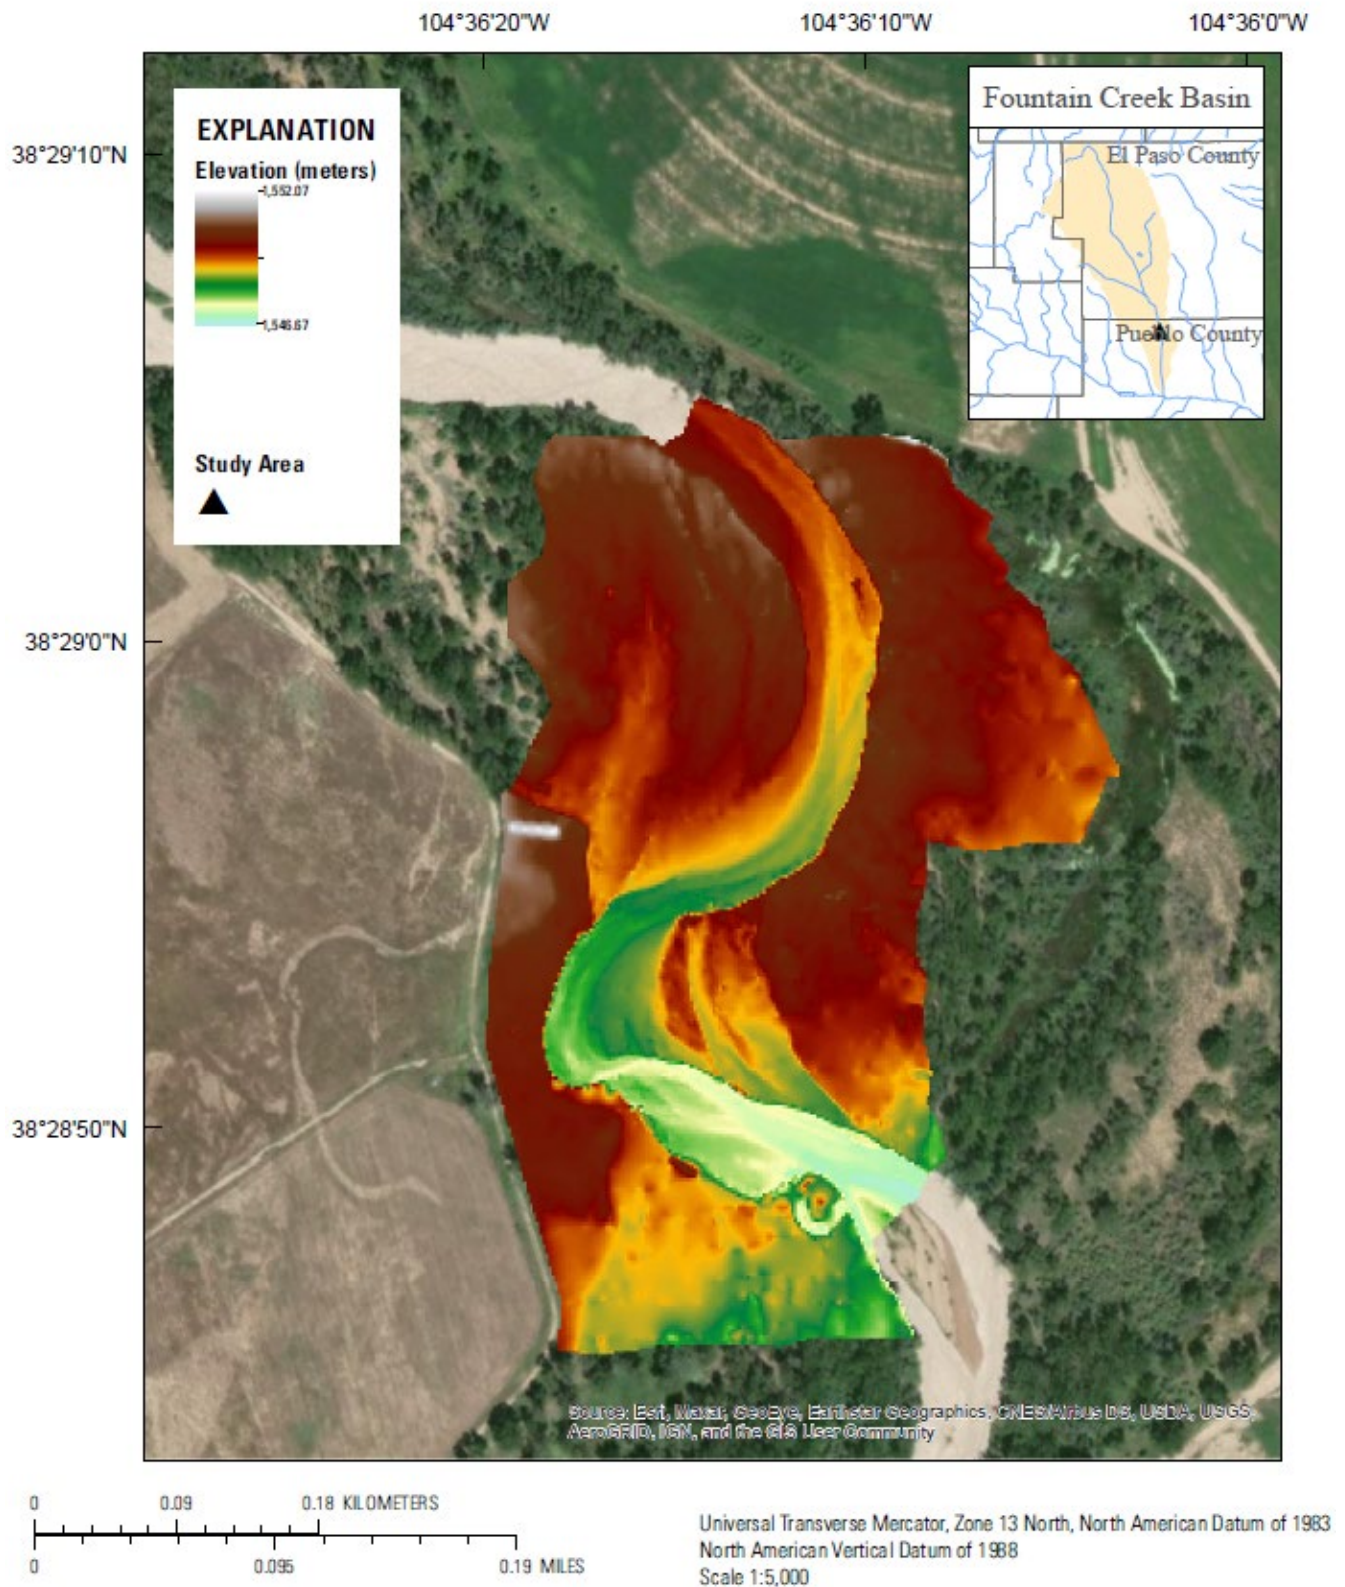 104°36'20"W 104°36'10"W 104°36'0"W
38°29'10"N
38°29'0"N
38°28'50"N
EXPLANATION
Elevation (meters)
1,552.07
1,546.67
Study Area
Fountain Creek Basin
El Paso County
Pueblo County
Source: Esri, Maxar, GeoEye, Earthstar Geographics, CNES/Airbus DS, USDA, USGS,
AeroGRID, IGN, and the GIS User Community
0 0.09 0.18 KILOMETERS
0 0.095 0.19 MILES
Universal Transverse Mercator, Zone 13 North, North American Datum of 1983
North American Vertical Datum of 1988
Scale 1:5,000